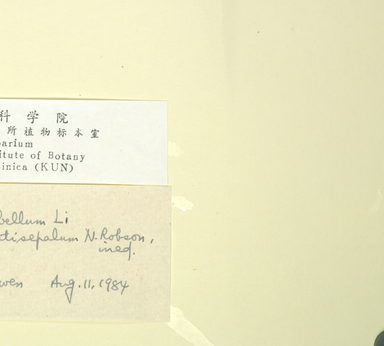 科 学 院
所 植 物 标 本 室
barium
itute of Botany
inica (KUN)
bellum Li
tisepalum N. Robson,
ined.
wen Aug. 11, 1984